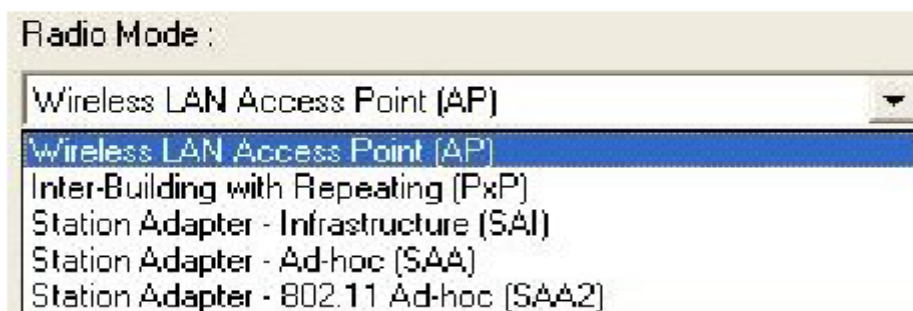 Radio Mode :
Wireless LAN Access Point (AP)
Wireless LAN Access Point (AP)
Inter-Building with Repeating (PxP)
Station Adapter - Infrastructure (SAI)
Station Adapter - Ad-hoc (SAA)
Station Adapter - 802.11 Ad-hoc (SAA2)